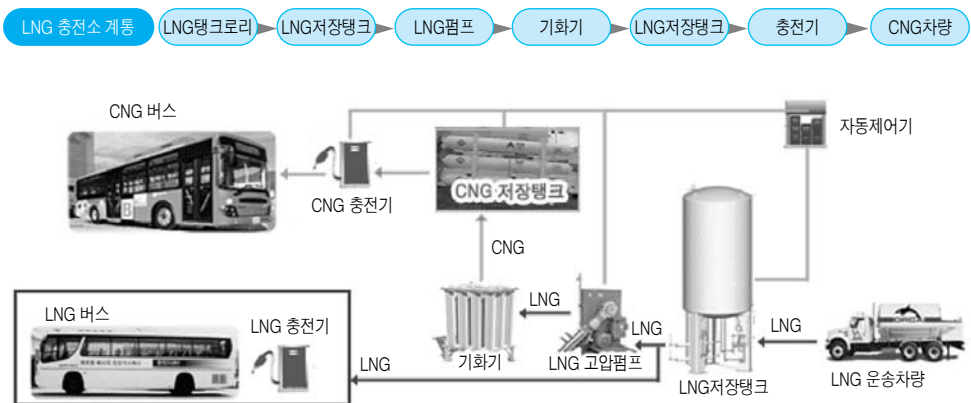 LNG 충전소 계통
LNG탱크로리
LNG저장탱크
LNG펌프
기화기
LNG저장탱크
충전기
CNG차량
CNG 버스
자동제어기
CNG 저장탱크
CNG 충전기
CNG
LNG 버스
LNG 충전기
LNG
LNG
LNG
LNG
기화기
LNG 고압펌프
LNG저장탱크
LNG 운송차량